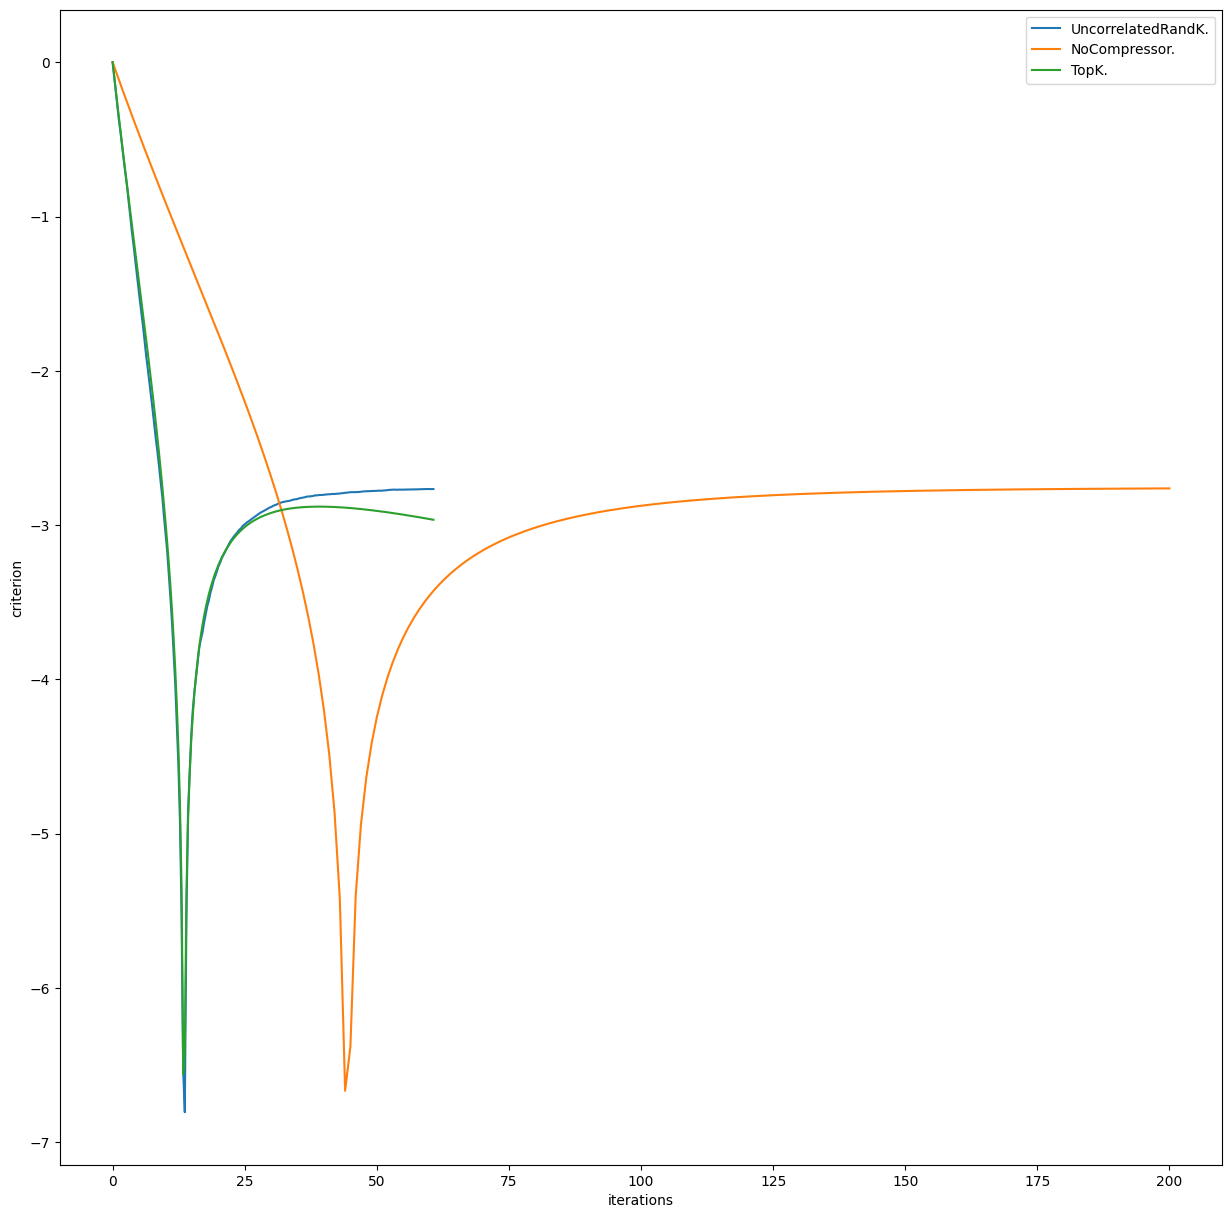 UncorrelatedRandK.
NoCompressor.
TopK.
0
−1
−2
−3
−4
−5
−6
−7
criterion
0 25 50 75 100 125 150 175 200
iterations